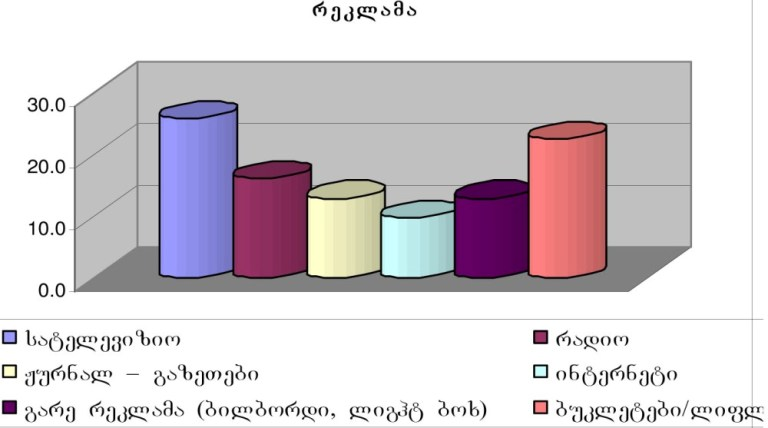 რეკლამა
30.0
20.0
10.0
0.0
სატელევიზიო რადიო
ჟურნალ – გაზეთები ინტერნეტი
გარე რეკლამა (ბილბორდი, ლიგჰტ ბოხ) ბუკლეტები/ლიფლ